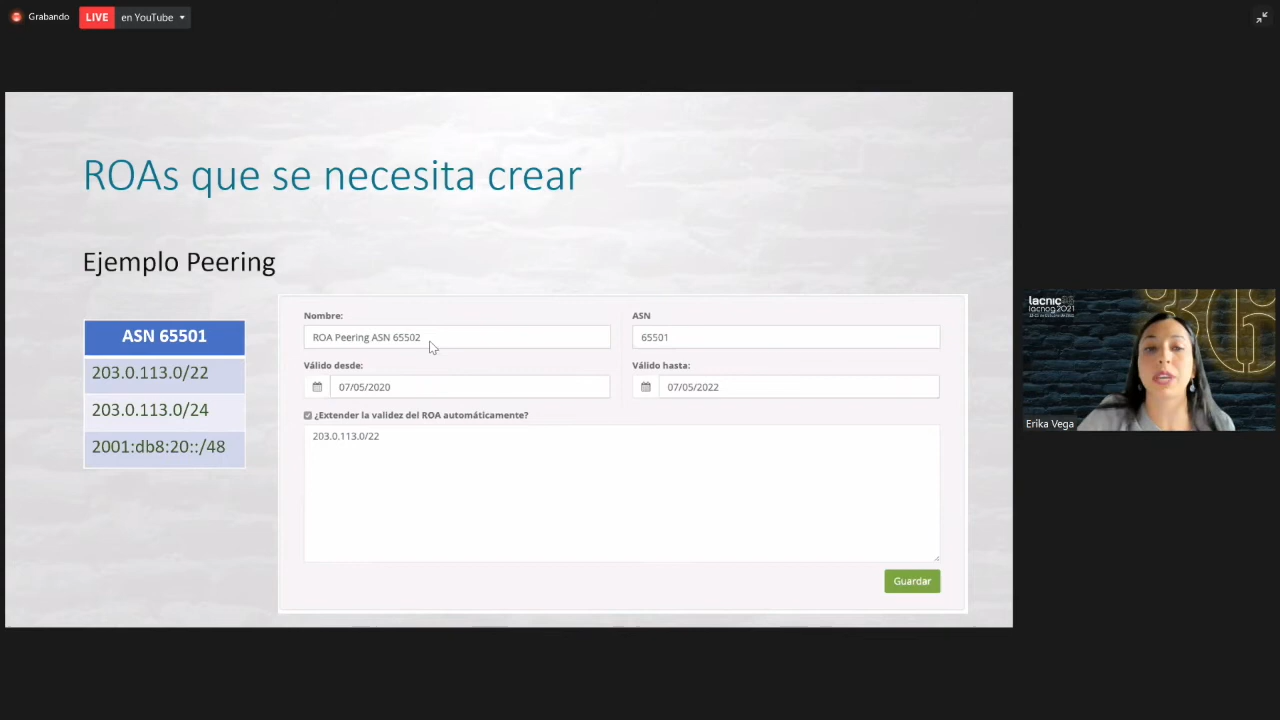 Grabando
LIVE
en YouTube
ROAs que se necesita crear
Ejemplo Peering
ASN 65501
203.0.113.0/22
203.0.113.0/24
2001:db8:20::/48
Nombre:
ROA Peering ASN 65502
ASN
65501
Válido desde:
07/05/2020
Válido hasta:
07/05/2022
¿Extender la validez del ROA automáticamente?
203.0.113.0/22
Guardar
lacnic36
lacnog2021
Erika Vega